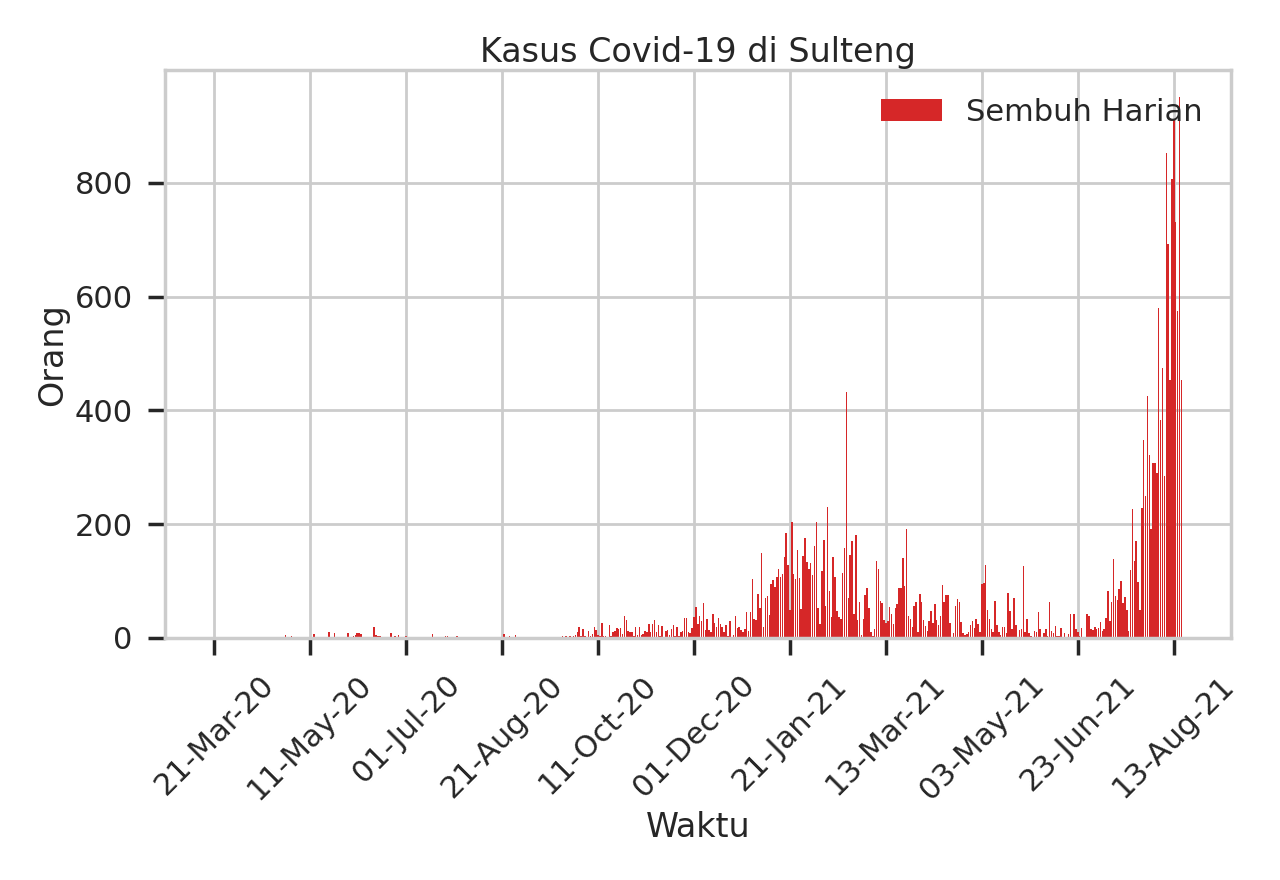 Kasus Covid-19 di Sulteng
Sembuh Harian
Orang
800
600
400
200
0
21-Mar-20
11-May-20
01-Jul-20
21-Aug-20
11-Oct-20
01-Dec-20
21-Jan-21
13-Mar-21
03-May-21
23-Jun-21
13-Aug-21
Waktu